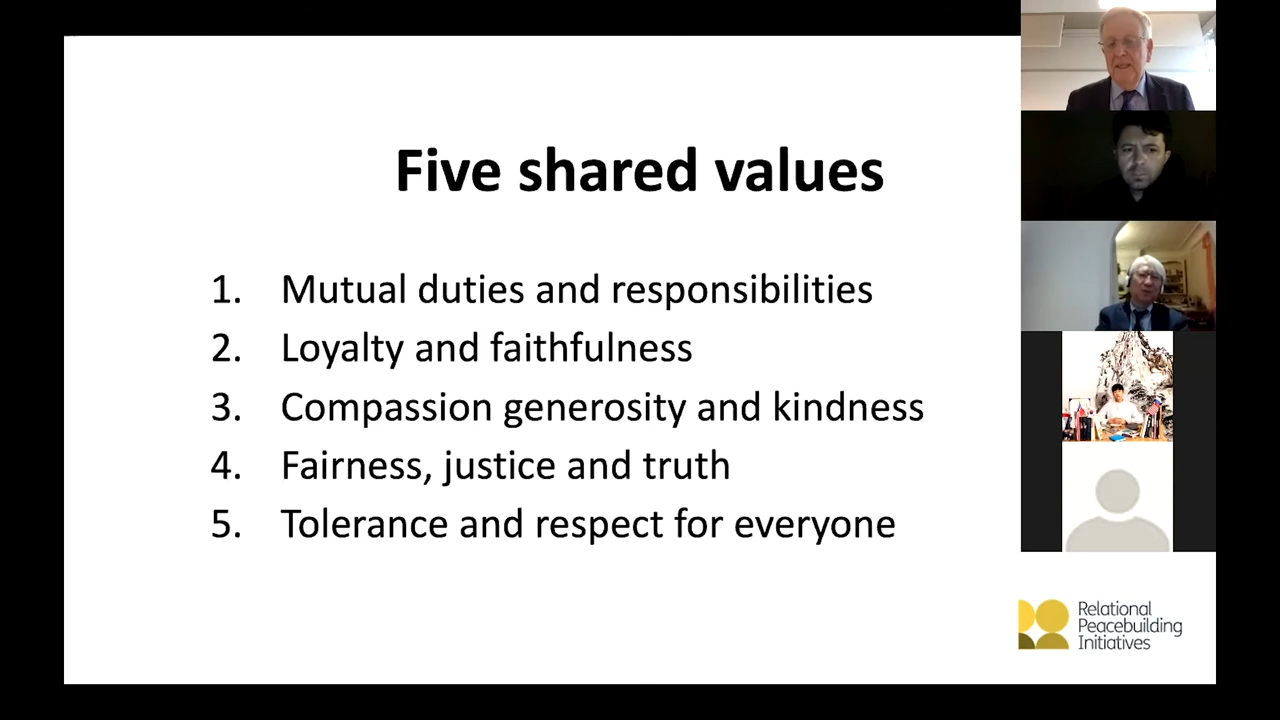 Five shared values
1. Mutual duties and responsibilities
2. Loyalty and faithfulness
3. Compassion generosity and kindness
4. Fairness, justice and truth
5. Tolerance and respect for everyone
Relational
Peacebuilding
Initiatives